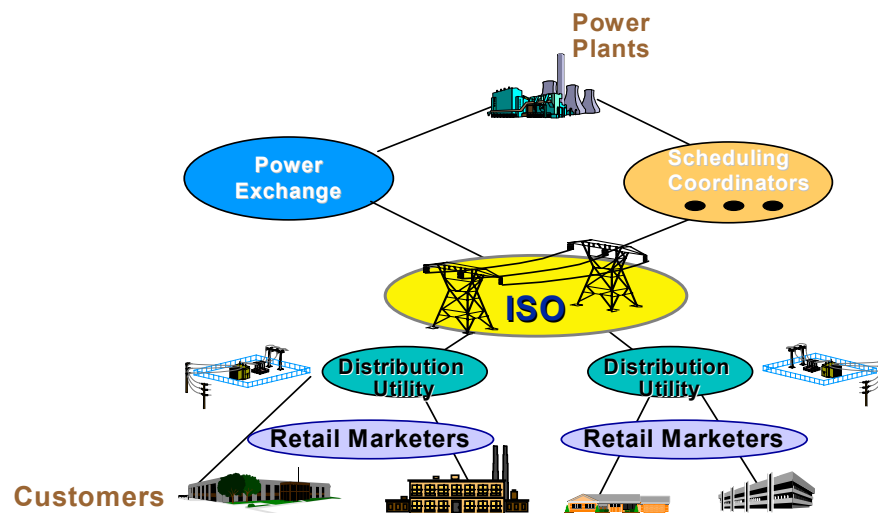 Power
Plants
Power
Exchange
Scheduling
Coordinators
ISO
Distribution
Utility
Distribution
Utility
Retail Marketers
Retail Marketers
Customers